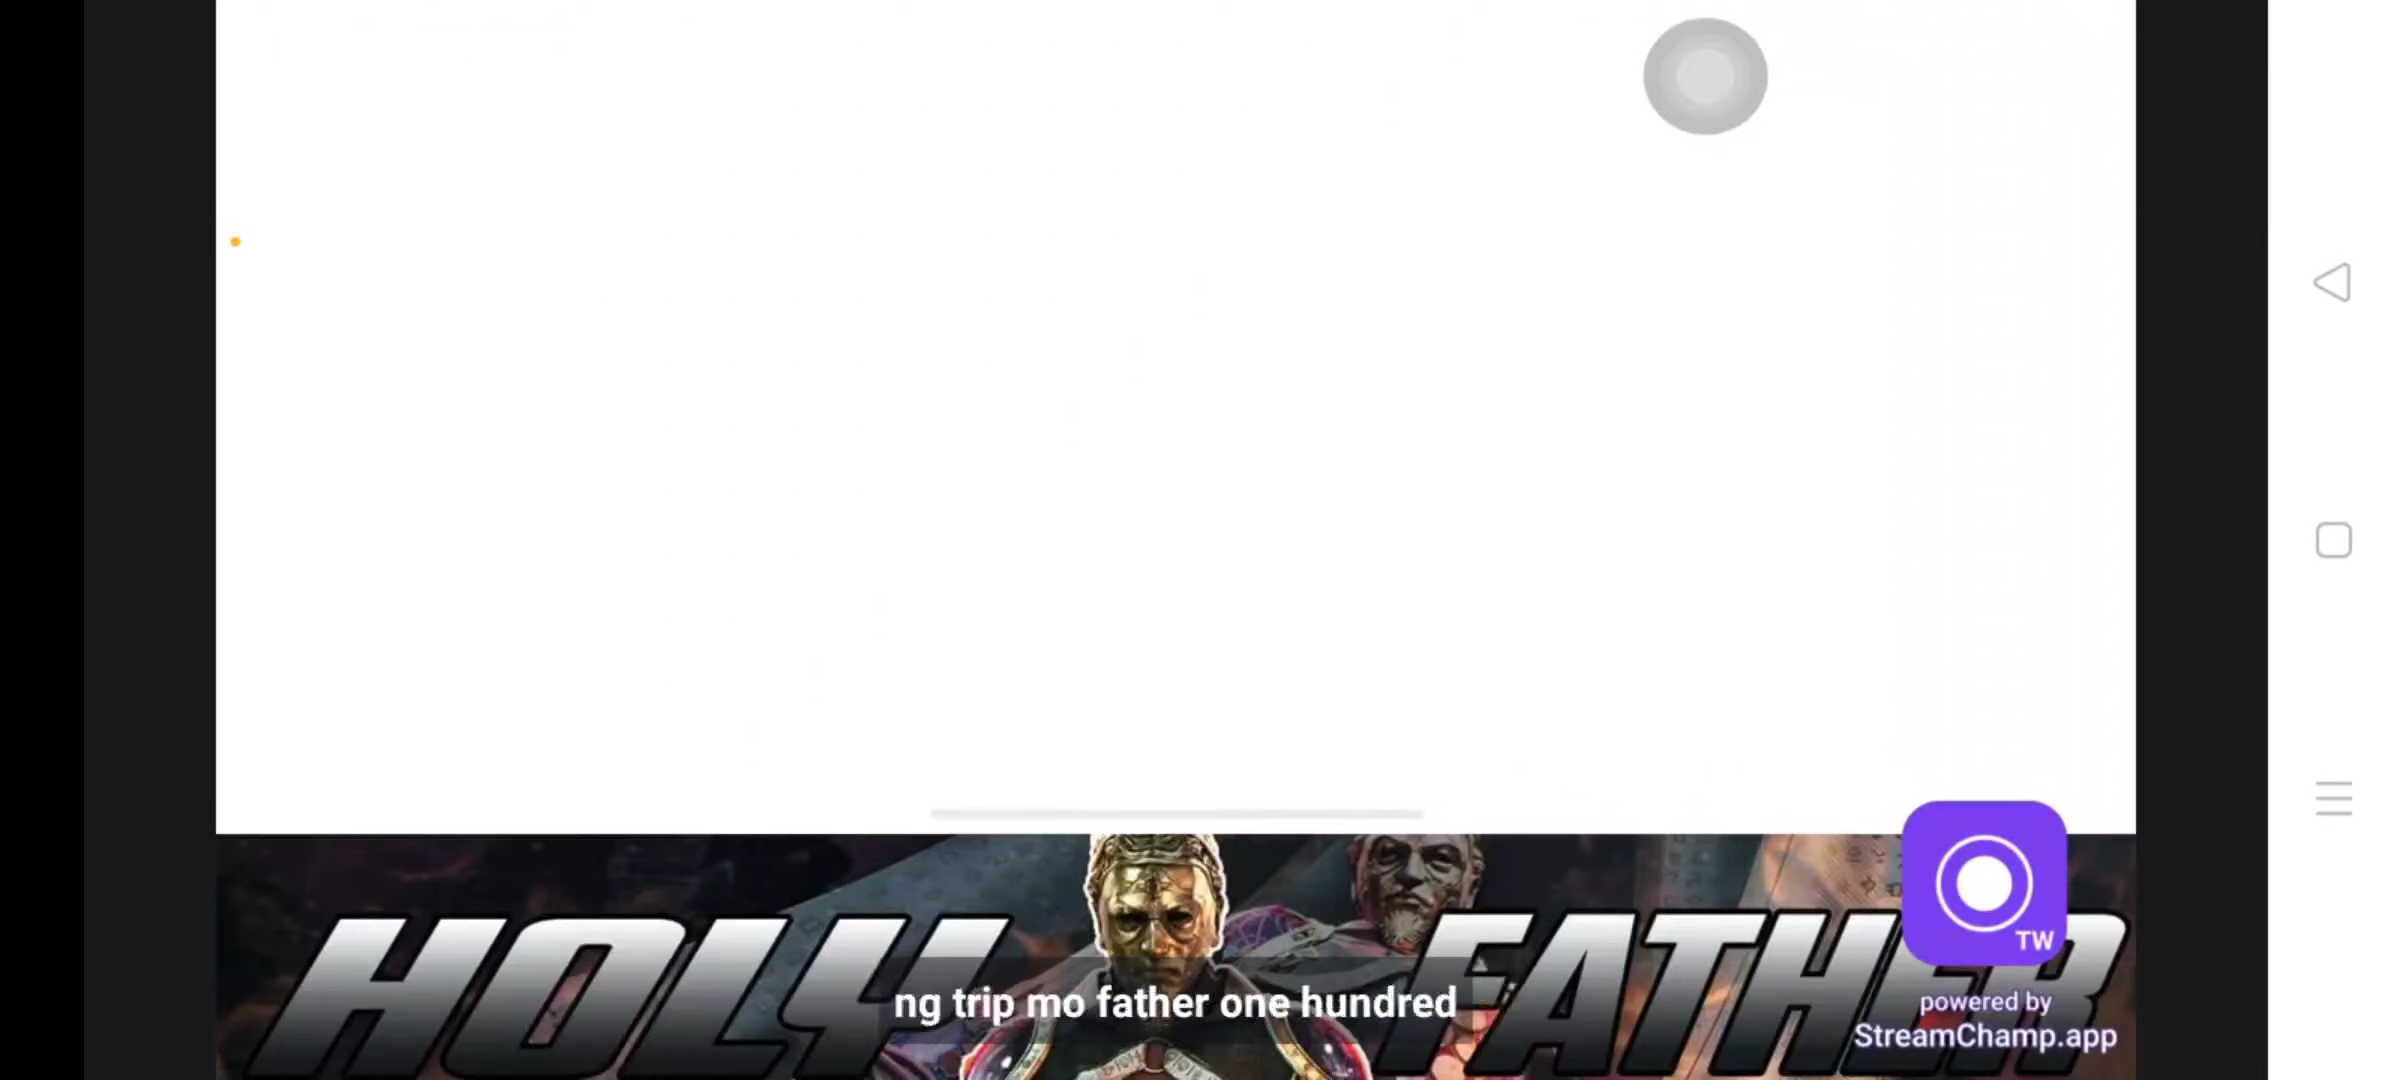 HOLY FATHER
ng trip mo father one hundred
TW
powered by
StreamChamp.app